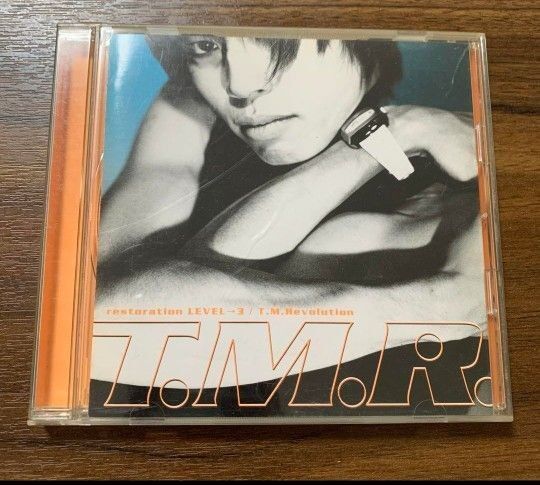 restoration LEVEL→3 / T.M.Revolution
T.M.R.